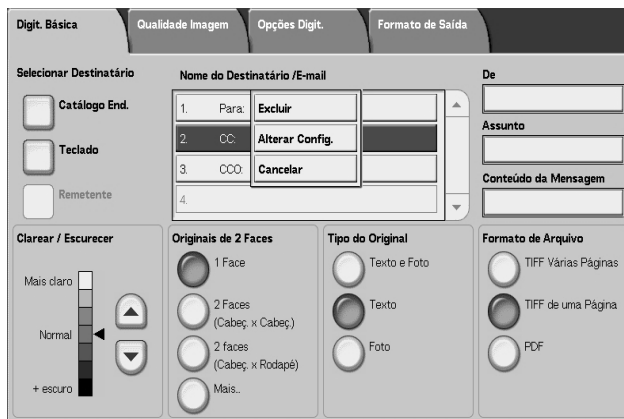 Digit. Básica
Qualidade Imagem
Opções Digit.
Formato de Saída
Selecionar Destinatário
Catálogo End.
Teclado
Remetente
Nome do Destinatário /E-mail
1. Para:
2. CC:
3. CCO:
4.
Excluir
Alterar Config.
Cancelar
De
Assunto
Conteúdo da Mensagem
Clarear / Escurecer
Mais claro
Normal
+ escuro
Originais de 2 Faces
1 Face
2 Faces
(Cabeç. x Cabeç.)
2 faces
(Cabeç. x Rodapé)
Mais..
Tipo do Original
Texto e Foto
Texto
Foto
Formato de Arquivo
TIFF Várias Páginas
TIFF de uma Página
PDF